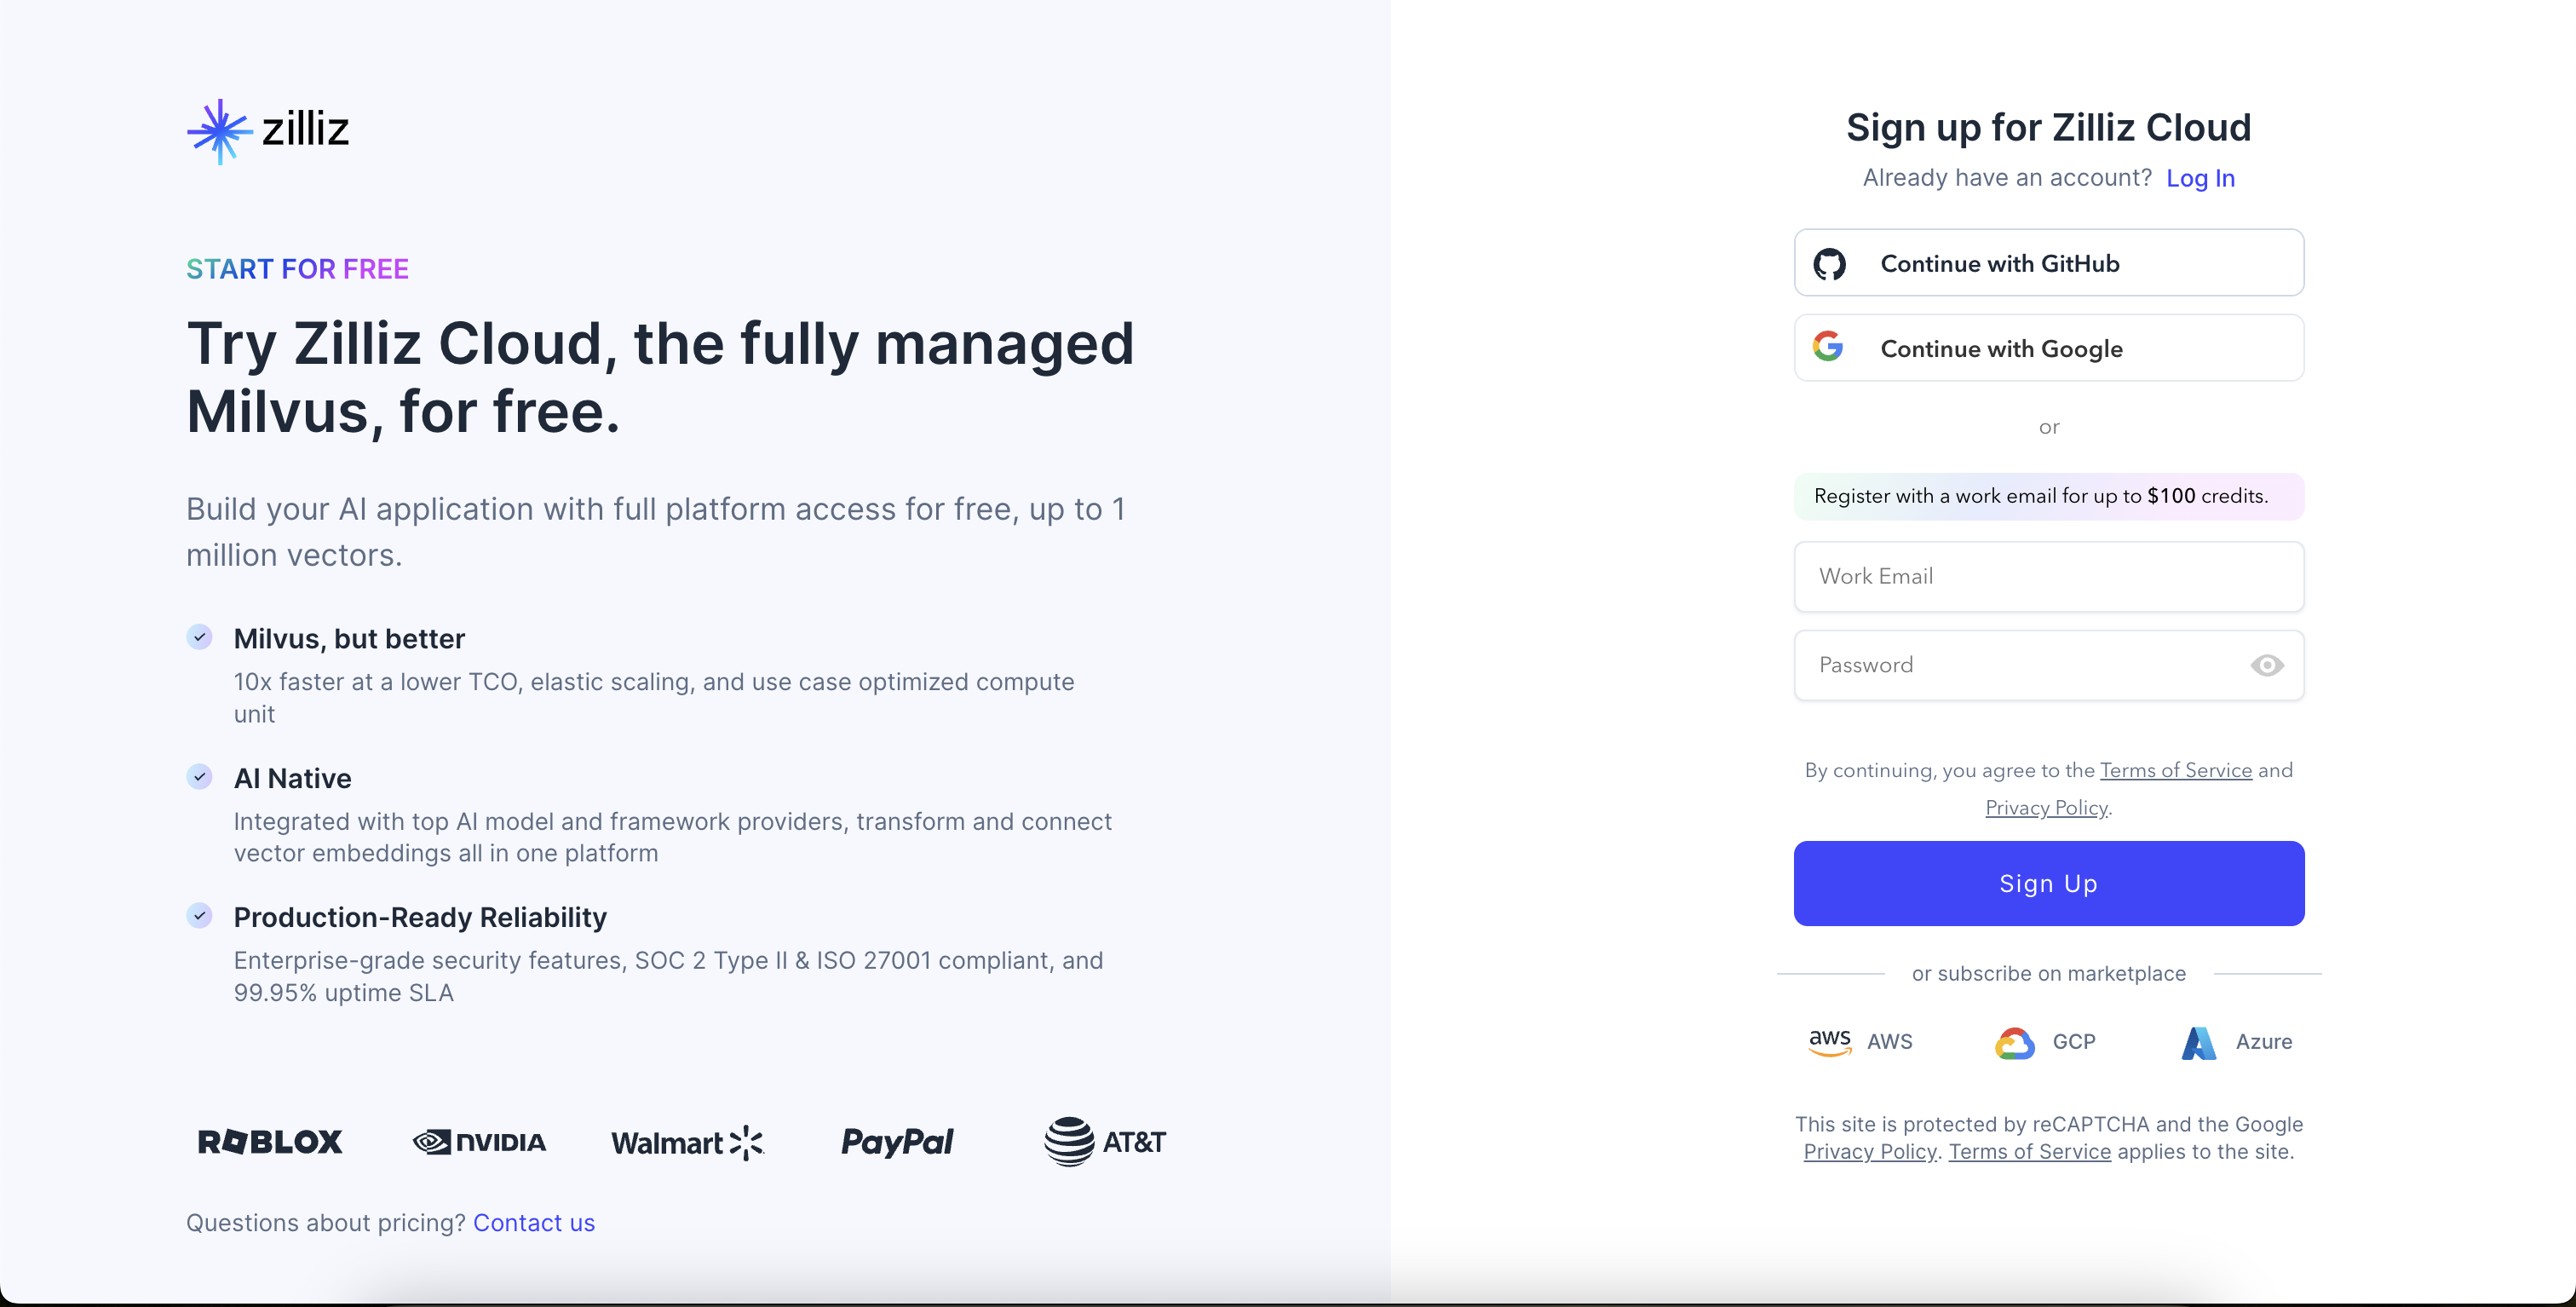 zilliz
START FOR FREE
Try Zilliz Cloud, the fully managed
Milvus, for free.
Build your AI application with full platform access for free, up to 1
million vectors.
Milvus, but better
10x faster at a lower TCO, elastic scaling, and use case optimized compute
unit
AI Native
Integrated with top AI model and framework providers, transform and connect
vector embeddings all in one platform
Production-Ready Reliability
Enterprise-grade security features, SOC 2 Type II & ISO 27001 compliant, and
99.95% uptime SLA
ROBLOX NVIDIA Walmart PayPal AT&T
Questions about pricing? Contact us
Sign up for Zilliz Cloud
Already have an account? Log In
Continue with GitHub
Continue with Google
or
Register with a work email for up to $100 credits.
Work Email
Password
By continuing, you agree to the Terms of Service and
Privacy Policy.
Sign Up
or subscribe on marketplace
aws AWS GCP Azure
This site is protected by reCAPTCHA and the Google
Privacy Policy. Terms of Service applies to the site.